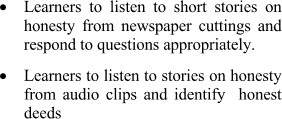 • Learners to listen to short stories on
honesty from newspaper cuttings and
respond to questions appropriately.
• Learners to listen to stories on honesty
from audio clips and identify honest
deeds